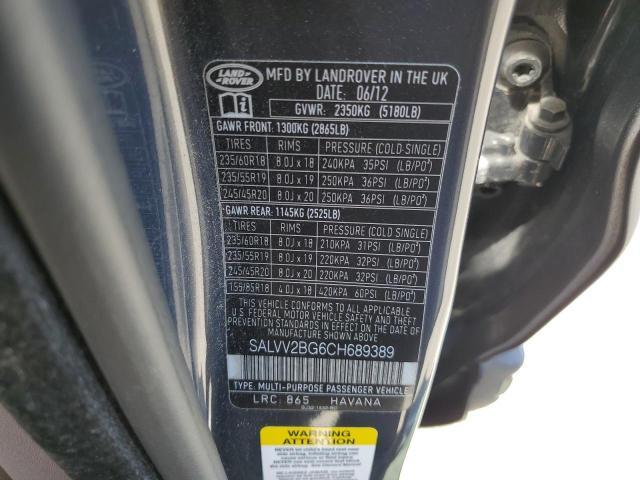 LAND ROVER
MFD BY LANDROVER IN THE UK
DATE: 06/12
GVWR: 2350KG (5180LB)
GAWR FRONT: 1300KG (2865LB)
TIRES RIMS PRESSURE (COLD-SINGLE)
235/60R18 8.0J x 18 240KPA 35PSI (LB/PO²)
235/55R19 8.0J x 19 250KPA 36PSI (LB/PO²)
245/45R20 8.0J x 20 250KPA 36PSI (LB/PO²)
GAWR REAR: 1145KG (2525LB)
TIRES RIMS PRESSURE (COLD SINGLE)
235/60R18 8.0J x 18 210KPA 31PSI (LB/PO²)
235/55R19 8.0J x 19 220KPA 32PSI (LB/PO²)
245/45R20 8.0J x 20 220KPA 32PSI (LB/PO²)
155/85R18 4.0J x 18 420KPA 60PSI (LB/PO²)
THIS VEHICLE CONFORMS TO ALL APPLICABLE
U.S FEDERAL MOTOR VEHICLE SAFETY AND THEFT
PREVENTION STANDARDS IN EFFECT ON THE DATE OF
MANUFACTURE SHOWN ABOVE
SALVV2BG6CH689389
TYPE: MULTI-PURPOSE PASSENGER VEHICLE
LRC: 865 HAVANA
WARNING
ATTENTION
NEVER